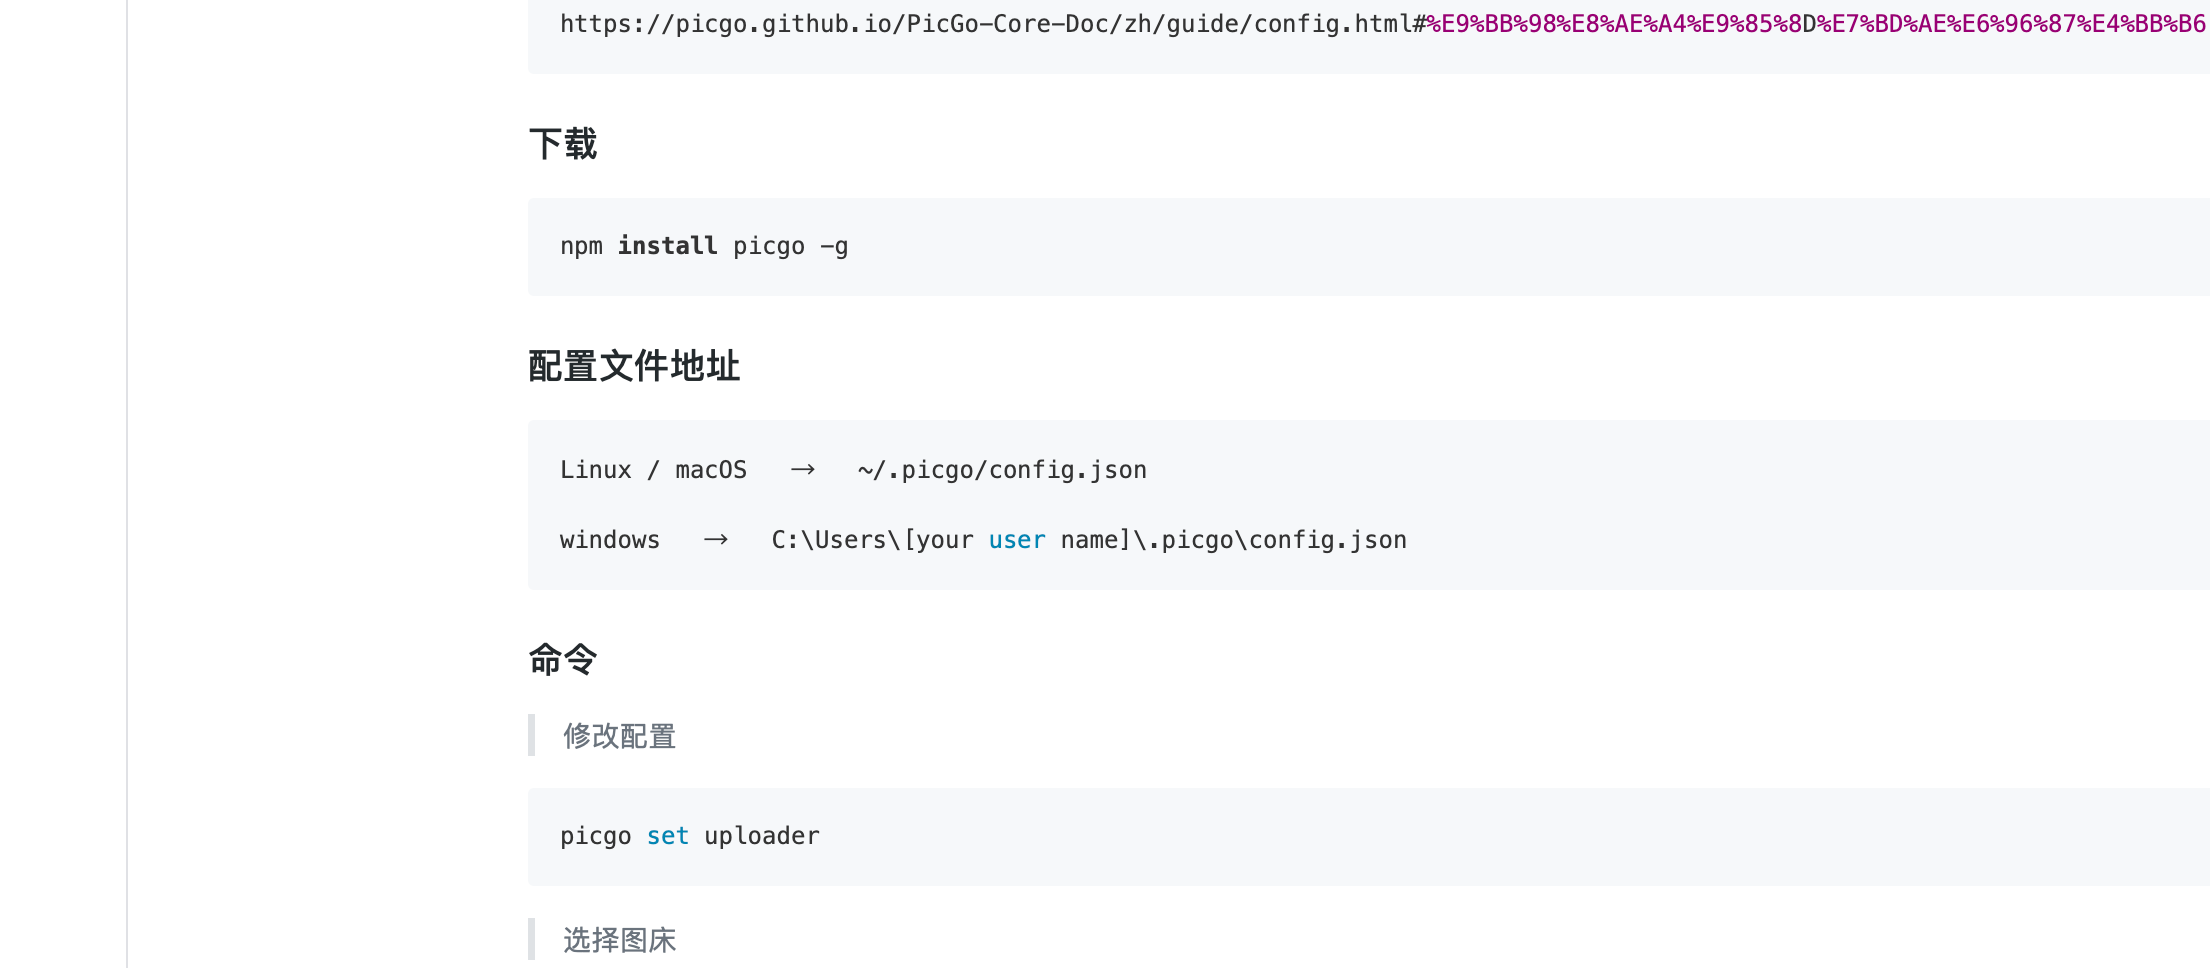 https://picgo.github.io/PicGo-Core-Doc/zh/guide/config.html#%E9%BB%98%E8%AE%A4%E9%85%8D%E7%BD%AE%E6%96%87%E4%BB%B6
下载
npm install picgo -g
配置文件地址
Linux / macOS → ~/.picgo/config.json
windows → C:\Users\[your user name]\.picgo\config.json
命令
修改配置
picgo set uploader
选择图床